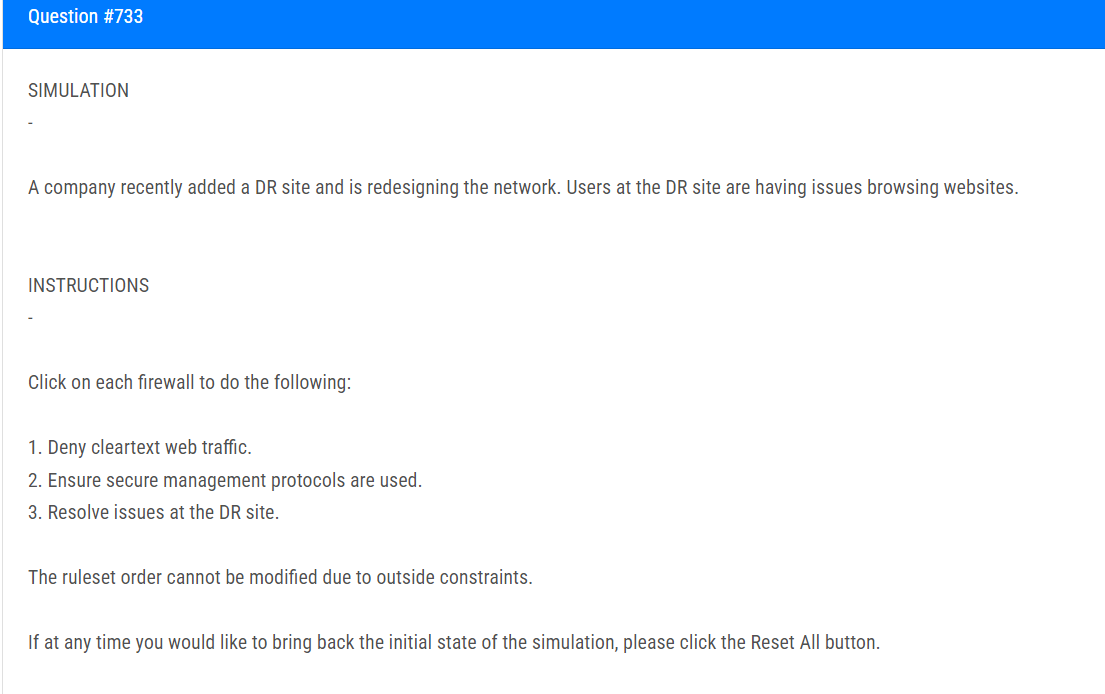 Question #733
SIMULATION
-
A company recently added a DR site and is redesigning the network. Users at the DR site are having issues browsing websites.
INSTRUCTIONS
-
Click on each firewall to do the following:
1. Deny cleartext web traffic.
2. Ensure secure management protocols are used.
3. Resolve issues at the DR site.
The ruleset order cannot be modified due to outside constraints.
If at any time you would like to bring back the initial state of the simulation, please click the Reset All button.